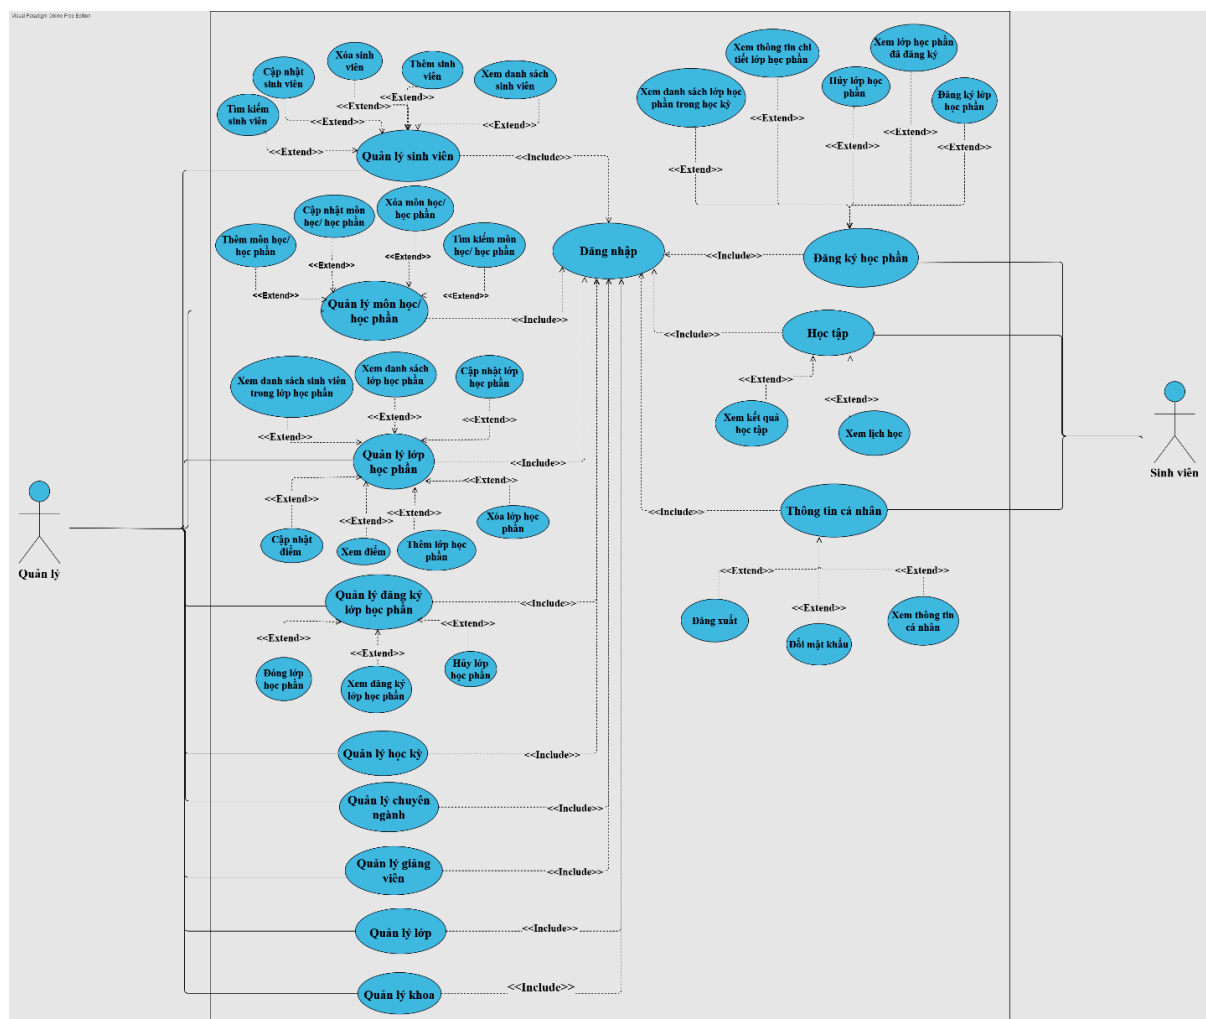 Visual Paradigm Online Free Edition
Xóa sinh
viên
Thêm sinh
viên
Cập nhật
sinh viên
Xem danh sách
sinh viên
Tìm kiếm
sinh viên
<<Extend>>
<<Extend>>
<<Extend>>
<<Extend>>
<<Extend>>
Quản lý sinh viên
<<Include>>
Xem thông tin chi
tiết lớp học phần
Xem lớp học phần
đã đăng ký
Hủy lớp học
phần
Xem danh sách lớp học
phần trong học kỳ
Đăng ký lớp
học phần
<<Extend>>
<<Extend>>
<<Extend>>
<<Extend>>
<<Extend>>
Cập nhật môn
học/ học phần
Xóa môn học/
học phần
Thêm môn học/
học phần
Tìm kiếm môn
học/ học phần
<<Extend>>
<<Extend>>
<<Extend>>
<<Extend>>
Quản lý môn học/
học phần
<<Include>>
Đăng nhập
<<Include>>
Đăng ký học phần
<<Include>>
Học tập
<<Extend>>
<<Extend>>
Xem kết quả
học tập
Xem lịch học
Xem danh sách sinh viên
trong lớp học phần
Xem danh sách
lớp học phần
Cập nhật lớp
học phần
<<Extend>>
<<Extend>>
<<Extend>>
Quản lý lớp
học phần
<<Include>>
<<Extend>>
<<Extend>>
<<Extend>>
<<Extend>>
Cập nhật
điểm
Xem điểm
Thêm lớp học
phần
Xóa lớp học
phần
Sinh viên
<<Include>>
Thông tin cá nhân
<<Extend>>
<<Extend>>
<<Extend>>
Đăng xuất
Đổi mật khẩu
Xem thông tin
cá nhân
Quản lý
Quản lý đăng ký
lớp học phần
<<Include>>
<<Extend>>
<<Extend>>
<<Extend>>
Đóng lớp
học phần
Xem đăng ký
lớp học phần
Hủy lớp
học phần
Quản lý học kỳ
<<Include>>
Quản lý chuyên
ngành
<<Include>>
Quản lý giảng
viên
<<Include>>
Quản lý lớp
<<Include>>
Quản lý khoa
<<Include>>